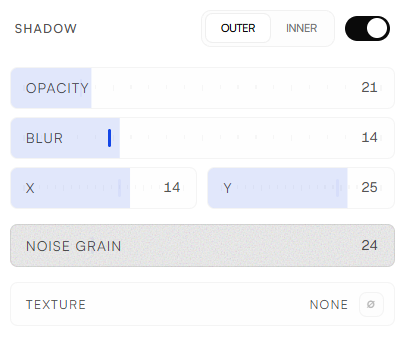 SHADOW OUTER INNER
OPACITY 21
BLUR 14
X 14 Y 25
NOISE GRAIN 24
TEXTURE NONE